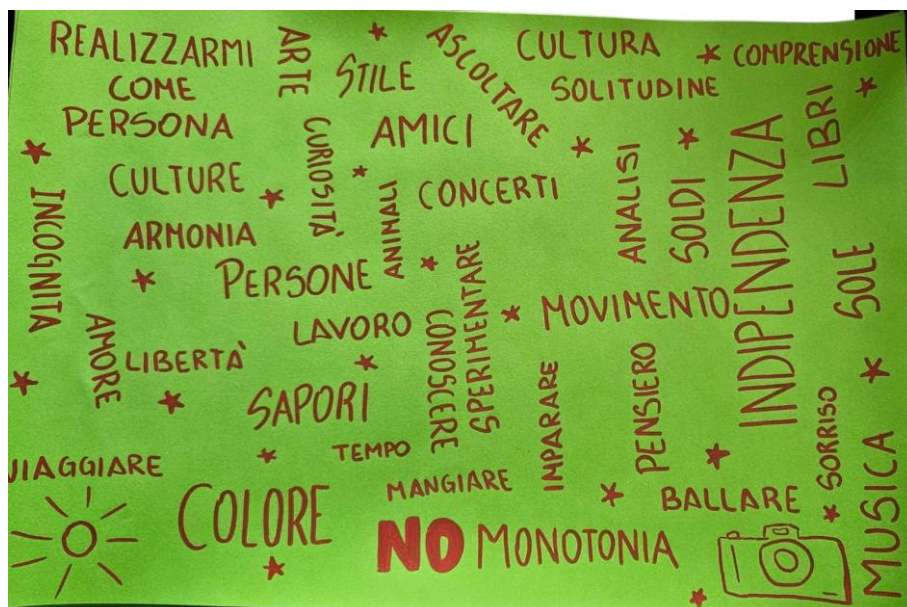 REALIZZARMI
COME
PERSONA
ARTE
STILE
ASCOLTARE
CULTURA
COMPRENSIONE
SOLITUDINE
LIBRI
AMICI
CURIOSITÀ
CULTURE
ANIMALI
CONCERTI
ANALISI
SOLDI
INDIPENDENZA
INCOGNITA
ARMONIA
PERSONE
SPERIMENTARE
SOLE
MOVIMENTO
LAVORO
CONOSCERE
AMORE
LIBERTÀ
IMPARARE
PENSIERO
SAPORI
SORRISO
TEMPO
VIAGGIARE
MANGIARE
BALLARE
MUSICA
COLORE
NO MONOTONIA